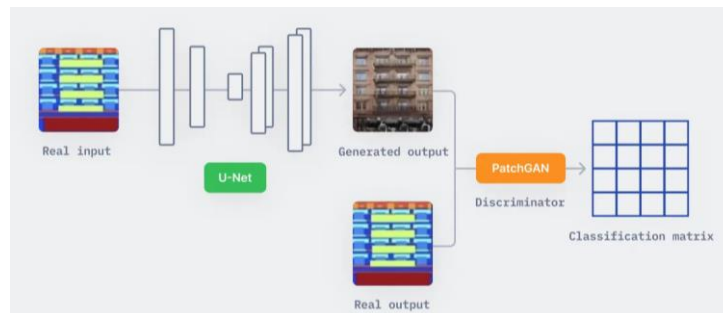 Real input
U-Net
Generated output
Real output
PatchGAN
Discriminator
Classification matrix